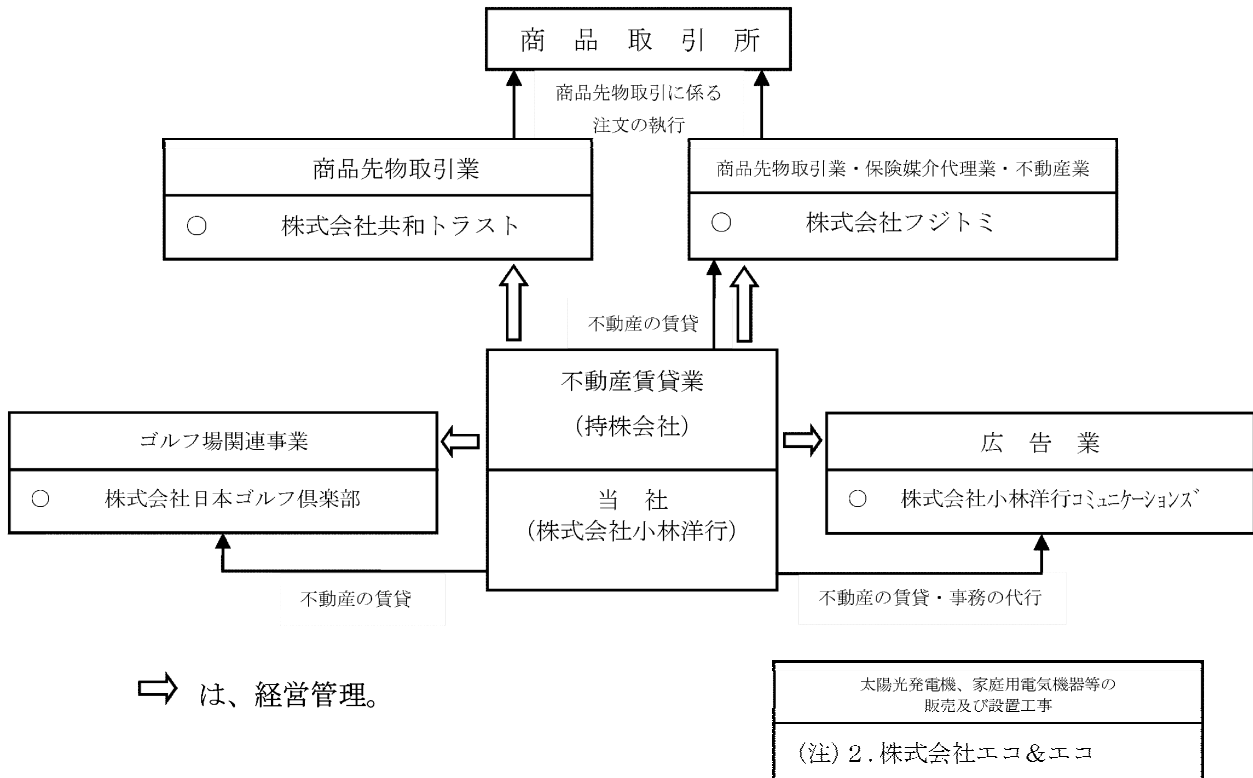 商品取引所
商品先物取引に係る
注文の執行
商品先物取引業
○ 株式会社共和トラスト
商品先物取引業・保険媒介代理業・不動産業
○ 株式会社フジトミ
不動産の賃貸
不動産賃貸業
(持株会社)
当社
(株式会社小林洋行)
ゴルフ場関連事業
○ 株式会社日本ゴルフ倶楽部
広告業
○ 株式会社小林洋行コミュニケーションズ
不動産の賃貸
不動産の賃貸・事務の代行
⇨ は、経営管理。
太陽光発電機、家庭用電気機器等の
販売及び設置工事
(注)2.株式会社エコ&エコ